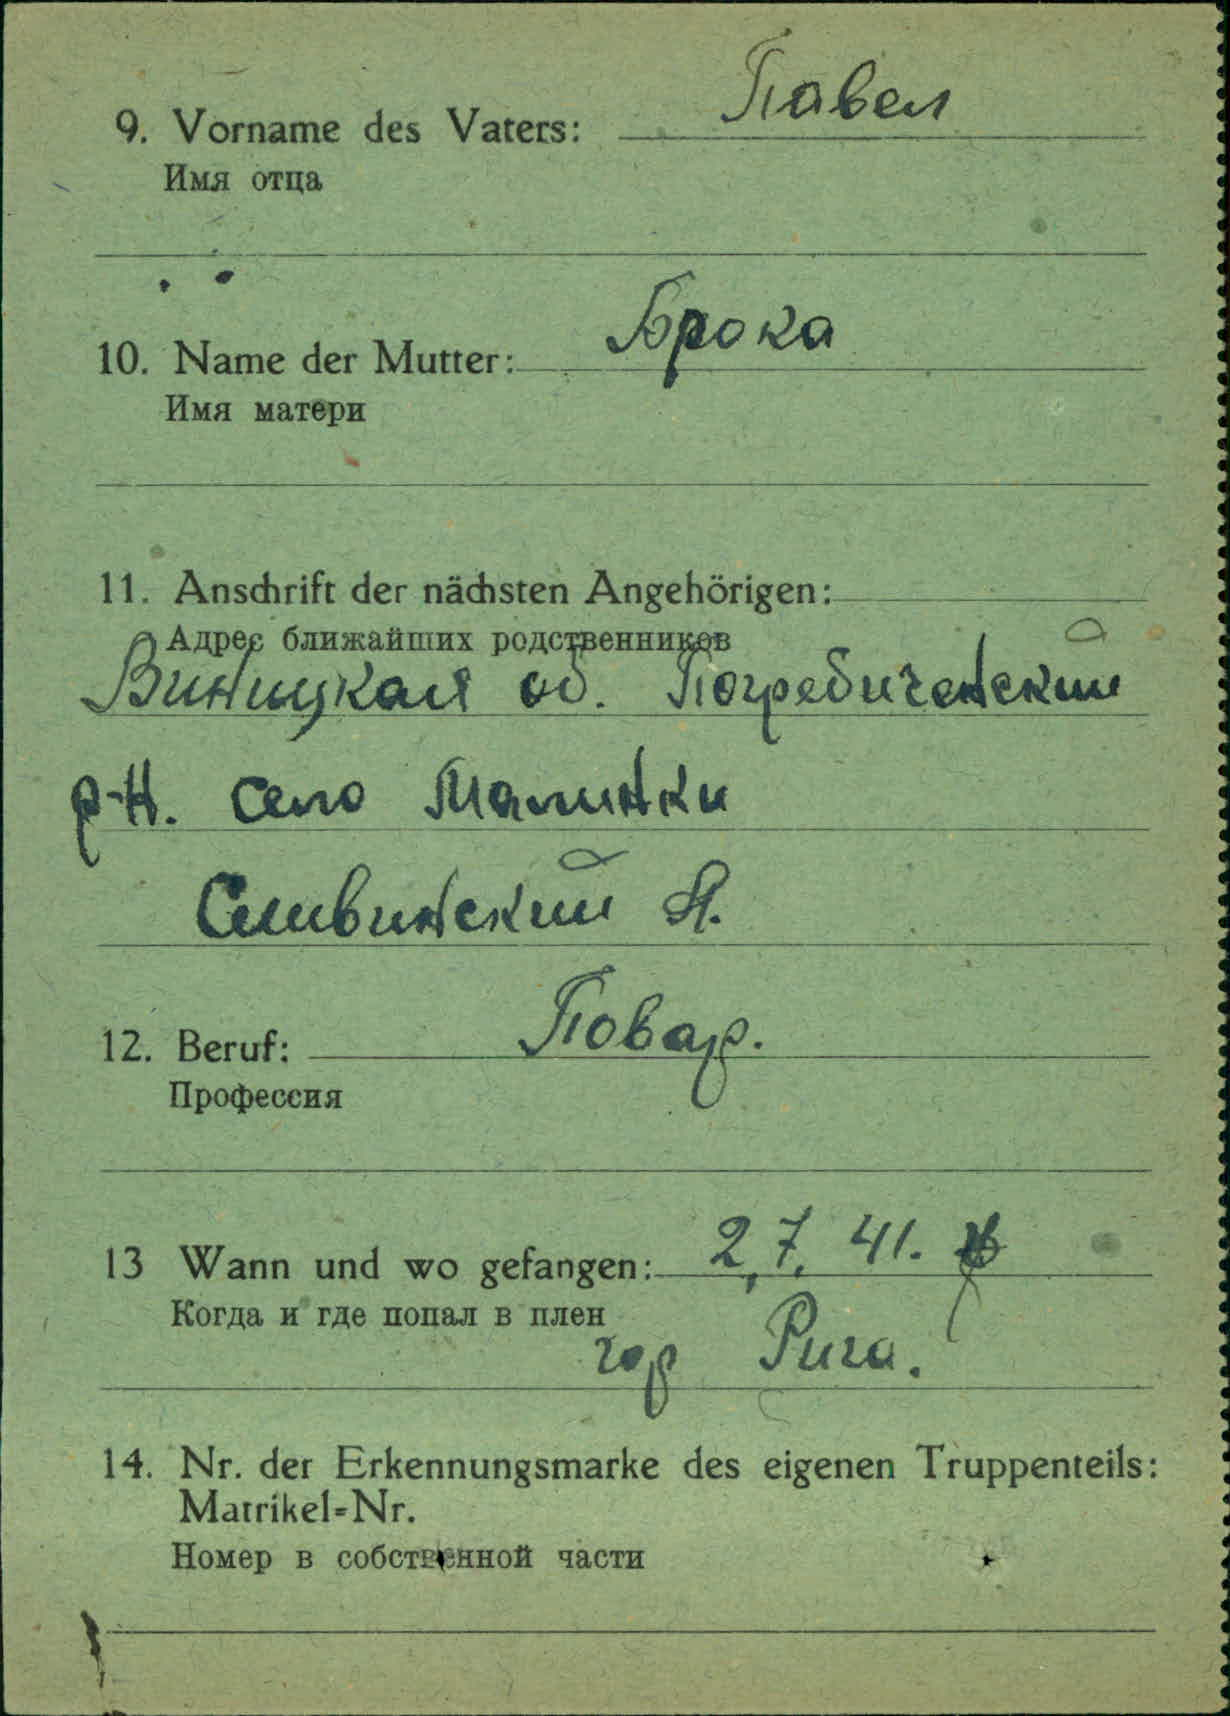 9. Vorname des Vaters: Павел
Имя отца
10. Name der Mutter: Брока
Имя матери
11. Anschrift der nächsten Angehörigen:
Адрес ближайших родственников
Виницкая об. Погребиченский
р-н. село Малинки
Сливинский П.
12. Beruf: Повар.
Профессия
13 Wann und wo gefangen: 2,7, 41.
Когда и где попал в плен
гор Рига.
14. Nr. der Erkennungsmarke des eigenen Truppenteils:
Matrikel=Nr.
Номер в собственной части